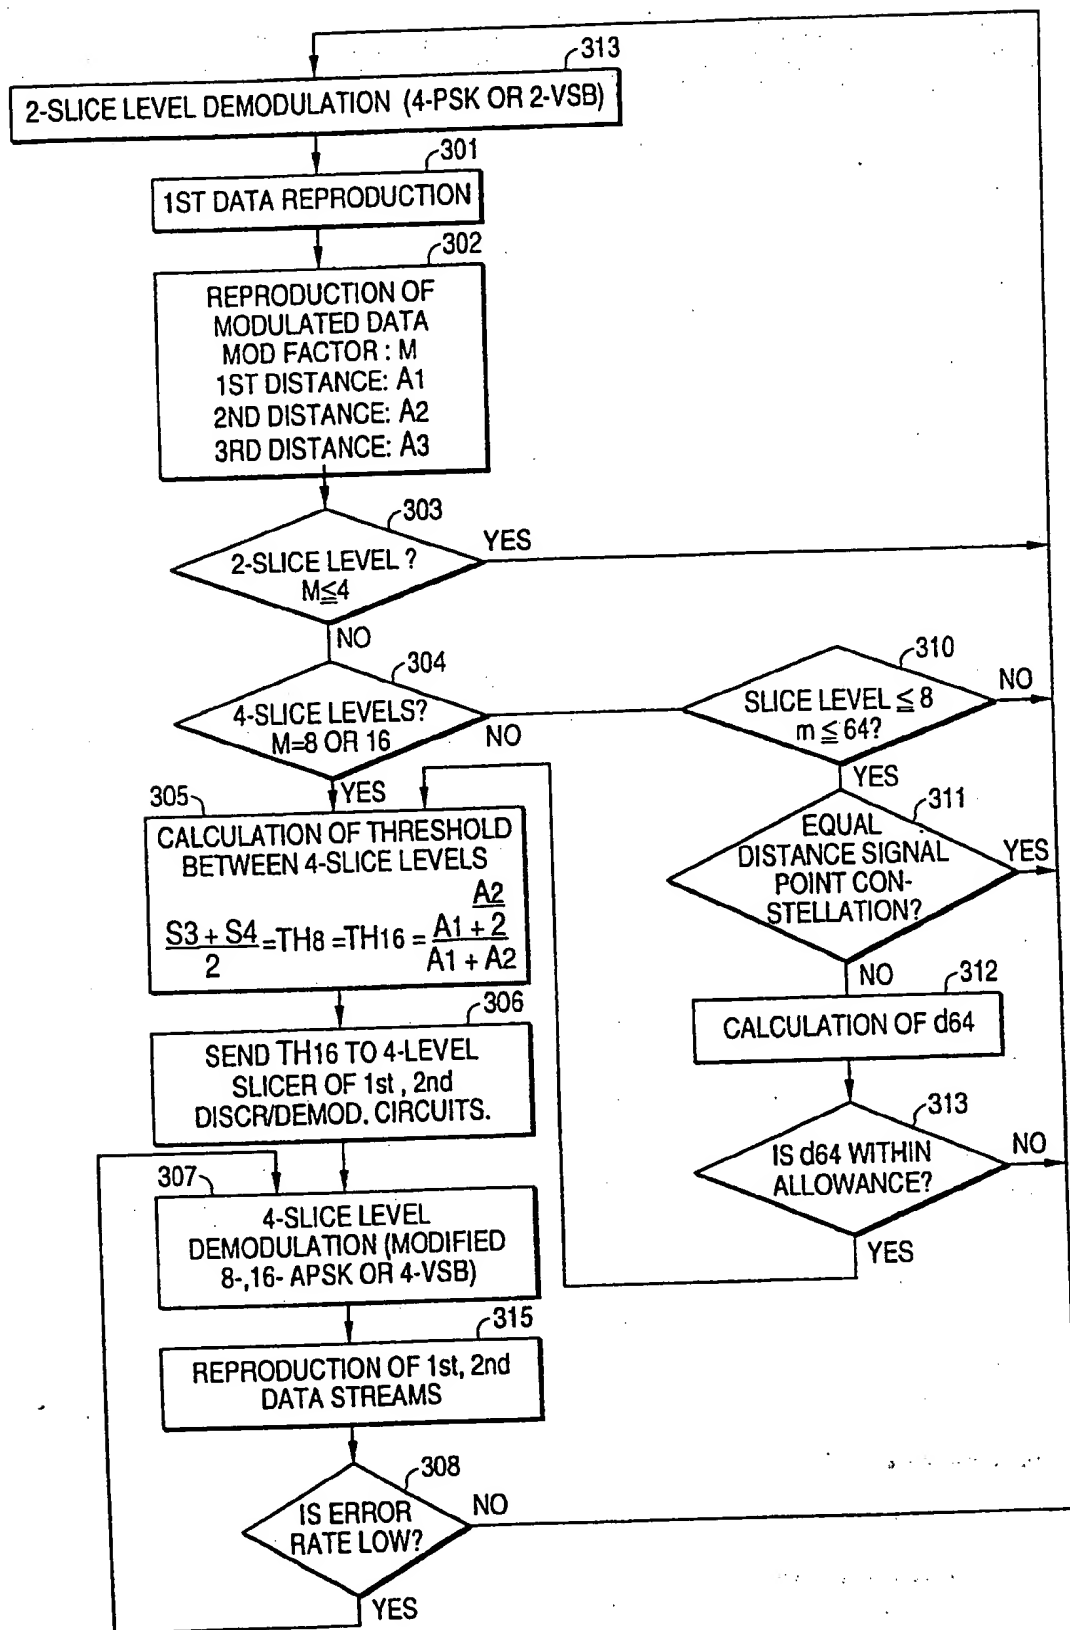 313
2-SLICE LEVEL DEMODULATION (4-PSK OR 2-VSB)
301
1ST DATA REPRODUCTION
302
REPRODUCTION OF
MODULATED DATA
MOD FACTOR : M
1ST DISTANCE: A1
2ND DISTANCE: A2
3RD DISTANCE: A3
303
2-SLICE LEVEL ?
M≦4
YES
NO
304
4-SLICE LEVELS?
M=8 OR 16
NO
YES
310
SLICE LEVEL ≦ 8
m ≦ 64?
NO
YES
305
CALCULATION OF THRESHOLD
BETWEEN 4-SLICE LEVELS
A2
S3 + S4 A1 + 2
=TH8 =TH16 =
2 A1 + A2
311
EQUAL
DISTANCE SIGNAL
POINT CON-
STELLATION?
YES
NO
306
SEND TH16 TO 4-LEVEL
SLICER OF 1st, 2nd
DISCR/DEMOD. CIRCUITS.
312
CALCULATION OF d64
313
IS d64 WITHIN
ALLOWANCE?
NO
YES
307
4-SLICE LEVEL
DEMODULATION (MODIFIED
8-,16- APSK OR 4-VSB)
315
REPRODUCTION OF 1st, 2nd
DATA STREAMS
308
IS ERROR
RATE LOW?
NO
YES